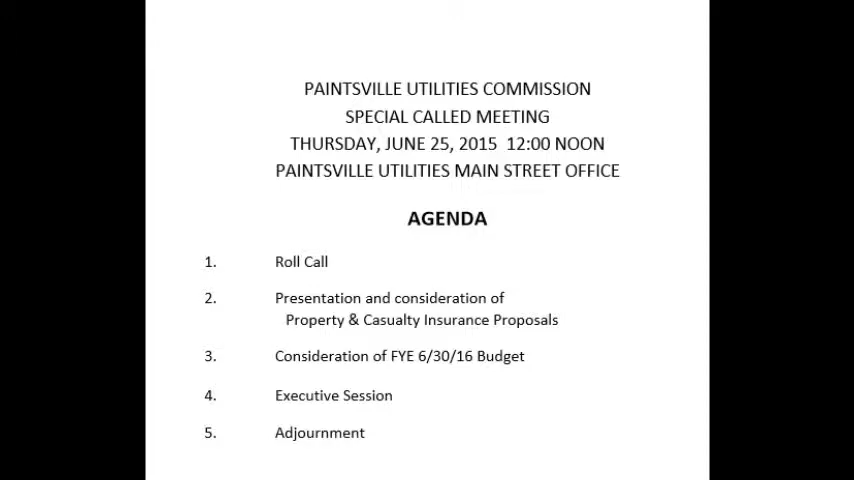 PAINTSVILLE UTILITIES COMMISSION
SPECIAL CALLED MEETING
THURSDAY, JUNE 25, 2015  12:00 NOON
PAINTSVILLE UTILITIES MAIN STREET OFFICE
AGENDA
1. Roll Call
2. Presentation and consideration of
Property & Casualty Insurance Proposals
3. Consideration of FYE 6/30/16 Budget
4. Executive Session
5. Adjournment